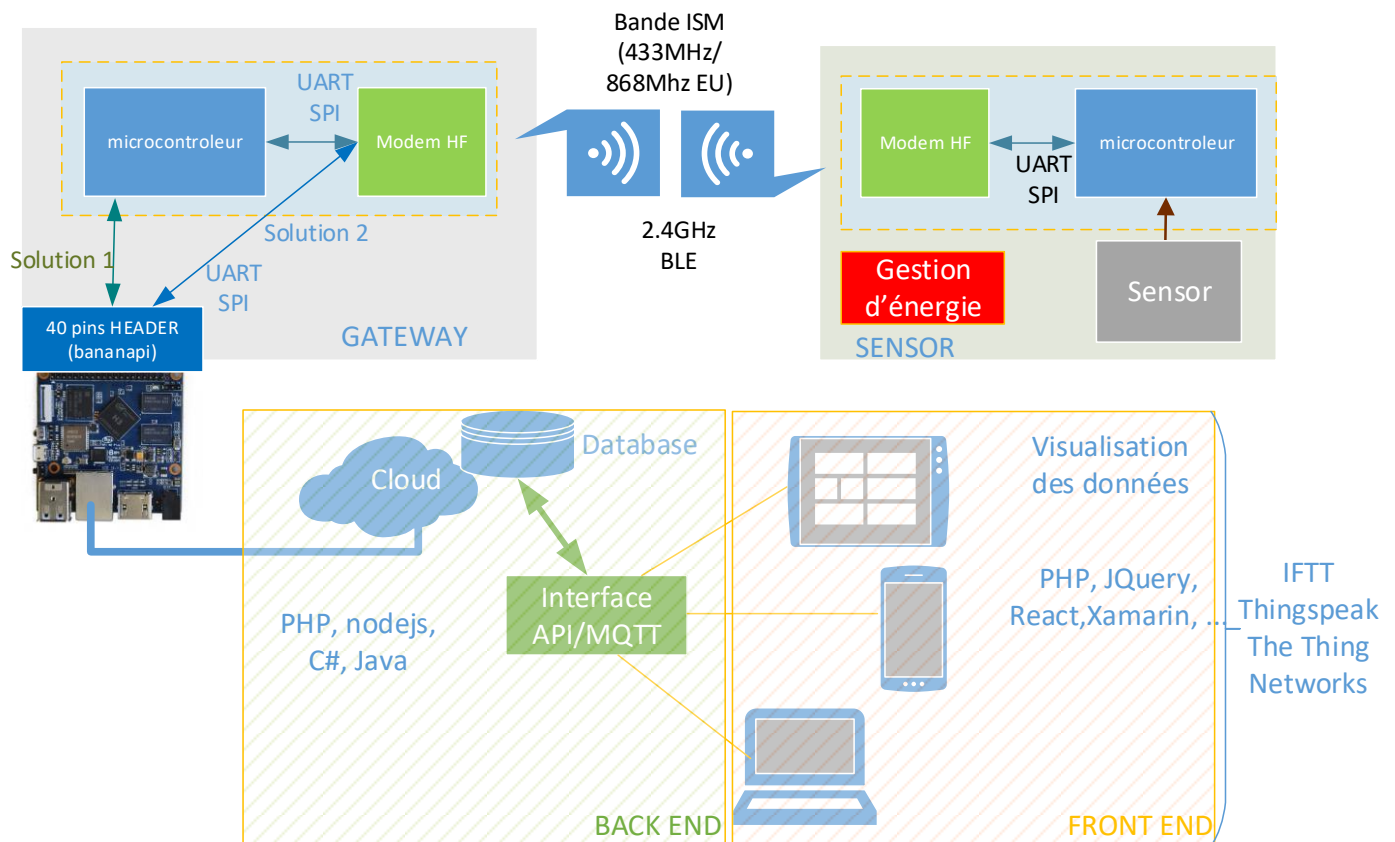 Bande ISM
(433MHz/
868Mhz EU)
UART
SPI
microcontroleur
Modem HF
Modem HF
microcontroleur
UART
SPI
2.4GHz
BLE
Solution 2
Solution 1
UART
SPI
Gestion
d’énergie
Sensor
40 pins HEADER
(bananapi)
GATEWAY
SENSOR
Database
Cloud
Visualisation
des données
Interface
API/MQTT
PHP, nodejs,
C#, Java
PHP, JQuery,
React,Xamarin, ...
IFTT
Thingspeak
The Thing
Networks
BACK END
FRONT END